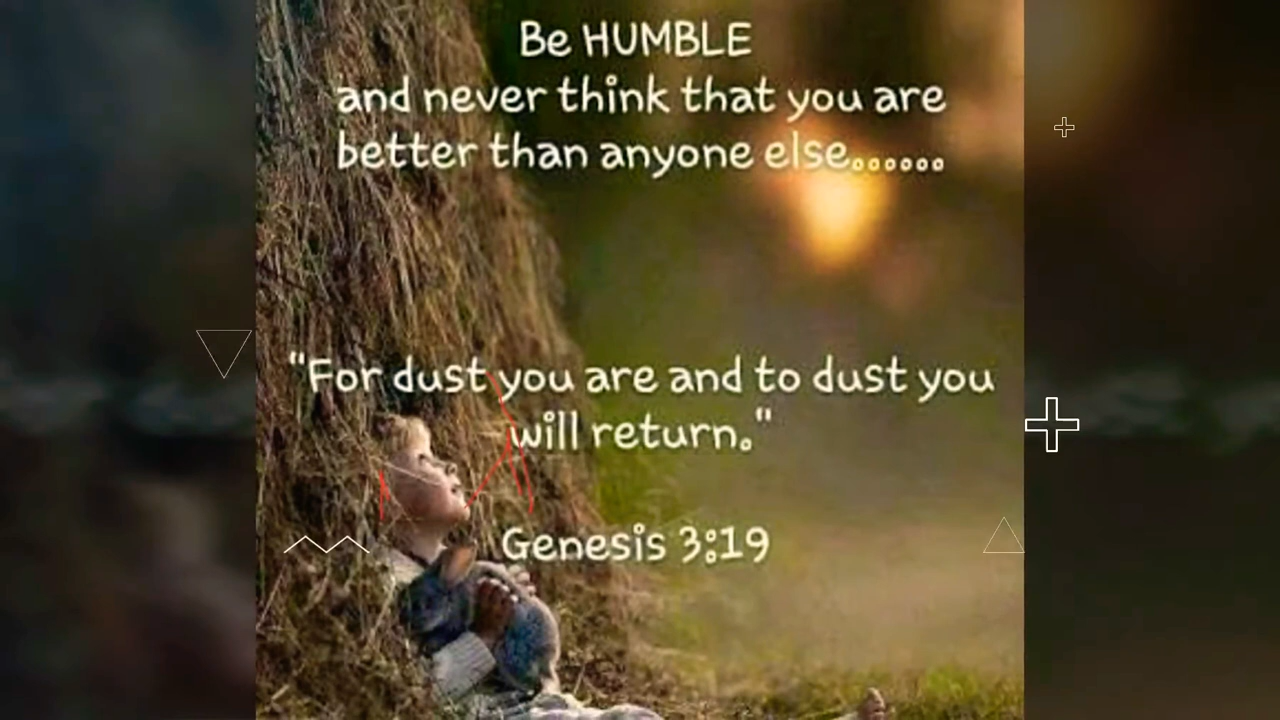 Be HUMBLE
and never think that you are
better than anyone else......
"For dust you are and to dust you
will return."
Genesis 3:19